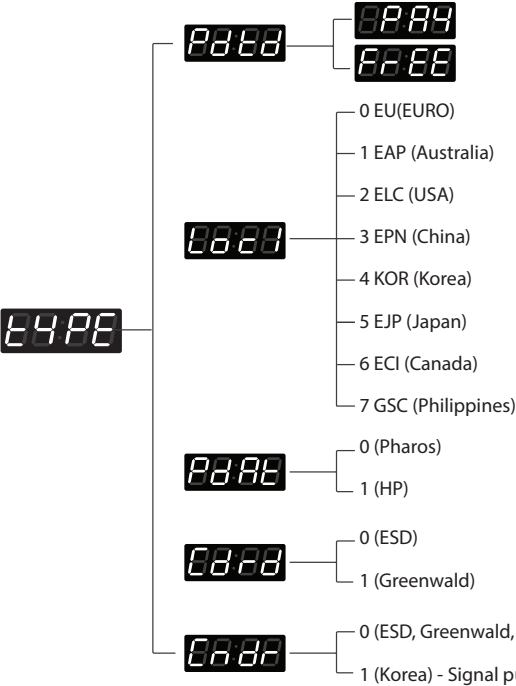 Pdtd
PAY
FrEE
0 EU(EURO)
1 EAP (Australia)
2 ELC (USA)
Loc1
3 EPN (China)
4 KOR (Korea)
tYPE
5 EJP (Japan)
6 ECI (Canada)
7 GSC (Philippines)
0 (Pharos)
PdAt
1 (HP)
0 (ESD)
Cdrd
1 (Greenwald)
0 (ESD, Greenwald,
Cndr
1 (Korea) - Signal